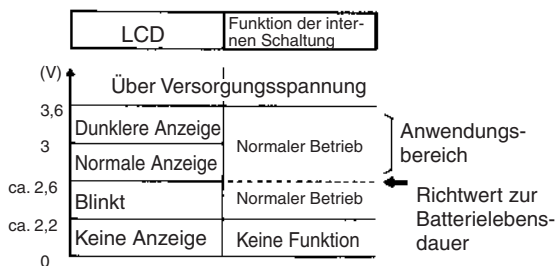 LCD
Funktion der inter-
nen Schaltung
(V)
Über Versorgungsspannung
3,6
Dunklere Anzeige
Normaler Betrieb
Anwendungs-
bereich
3
Normale Anzeige
ca. 2,6
Blinkt
Normaler Betrieb
Richtwert zur
Batterielebens-
dauer
ca. 2,2
Keine Anzeige
Keine Funktion
0